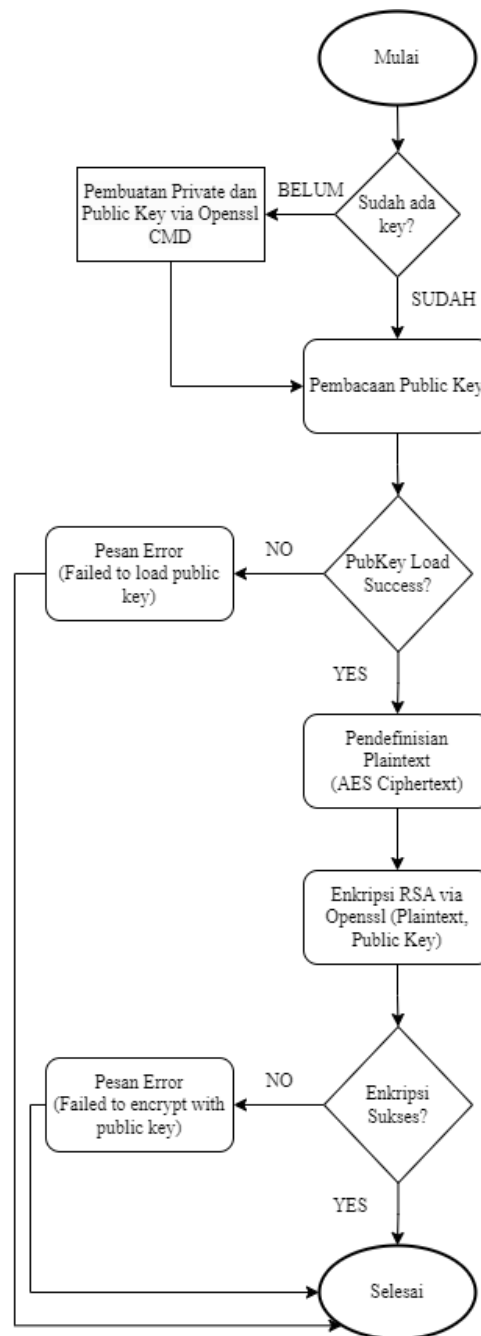 Mulai
BELUM
Sudah ada
key?
Pembuatan Private dan
Public Key via Openssl
CMD
SUDAH
Pembacaan Public Key
NO
PubKey Load
Success?
Pesan Error
(Failed to load public
key)
YES
Pendefinisian
Plaintext
(AES Ciphertext)
Enkripsi RSA via
Openssl (Plaintext,
Public Key)
NO
Enkripsi
Sukses?
Pesan Error
(Failed to encrypt with
public key)
YES
Selesai